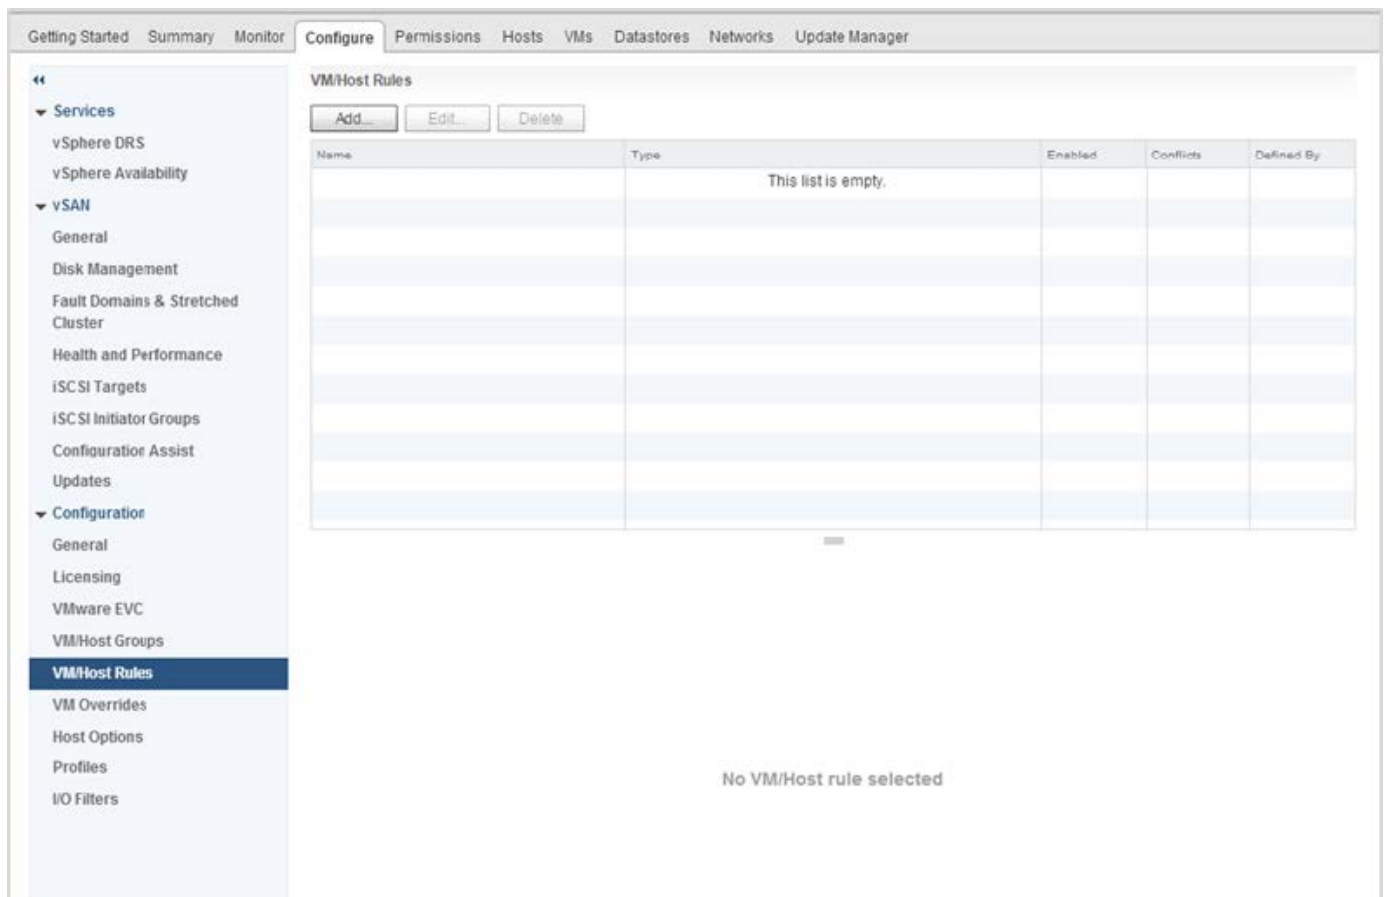 Getting Started Summary Monitor Configure Permissions Hosts VMs Datastores Networks Update Manager
Services
vSphere DRS
vSphere Availability
vSAN
General
Disk Management
Fault Domains & Stretched
Cluster
Health and Performance
iSCSI Targets
iSCSI Initiator Groups
Configuration Assist
Updates
Configuration
General
Licensing
VMware EVC
VM/Host Groups
VM/Host Rules
VM Overrides
Host Options
Profiles
I/O Filters
VM/Host Rules
Add... Edit... Delete
Name Type Enabled Conflicts Defined By
This list is empty.
No VM/Host rule selected